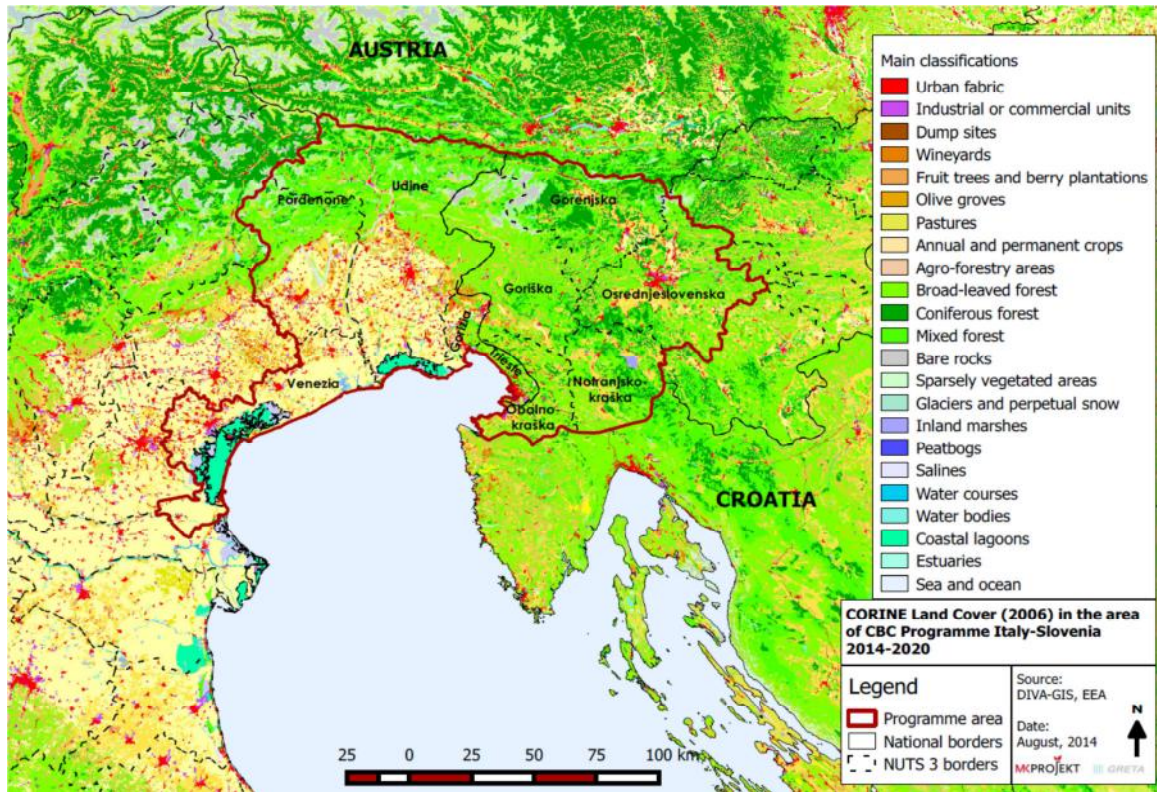 AUSTRIA
Udine
Pordenone
Gorenjska
Goriška
Osrednjeslovenska
Gorizia
Trieste
Venezia
Notranjsko-
kraška
Obalno-
kraška
CROATIA
Main classifications
Urban fabric
Industrial or commercial units
Dump sites
Wineyards
Fruit trees and berry plantations
Olive groves
Pastures
Annual and permanent crops
Agro-forestry areas
Broad-leaved forest
Coniferous forest
Mixed forest
Bare rocks
Sparsely vegetated areas
Glaciers and perpetual snow
Inland marshes
Peatbogs
Salines
Water courses
Water bodies
Coastal lagoons
Estuaries
Sea and ocean
CORINE Land Cover (2006) in the area
of CBC Programme Italy-Slovenia
2014-2020
Legend
Programme area
National borders
NUTS 3 borders
Source:
DIVA-GIS, EEA
Date:
August, 2014
N
MKPROJEKT
GRETA
25 0 25 50 75 100 km